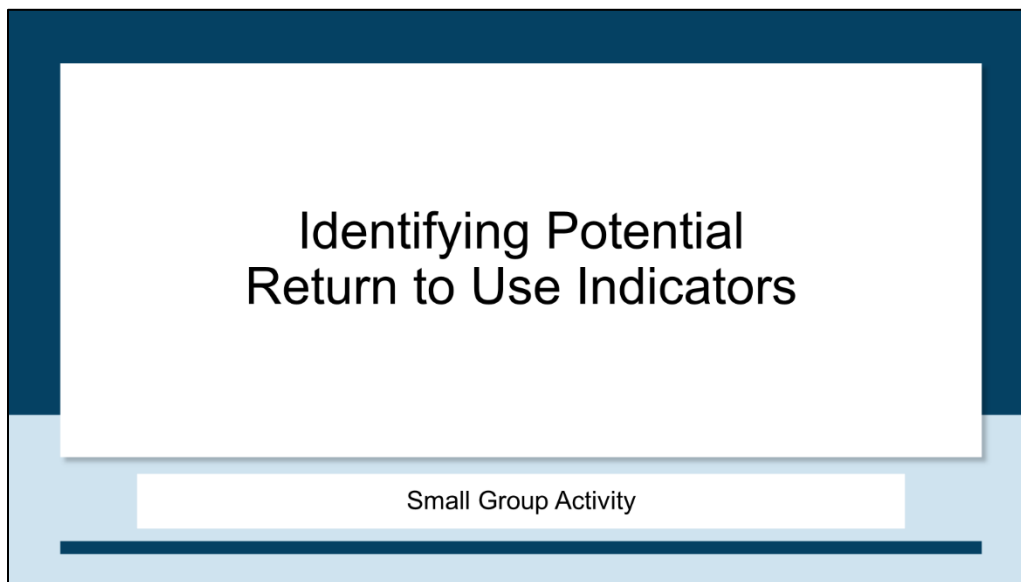 Identifying Potential
Return to Use Indicators
Small Group Activity